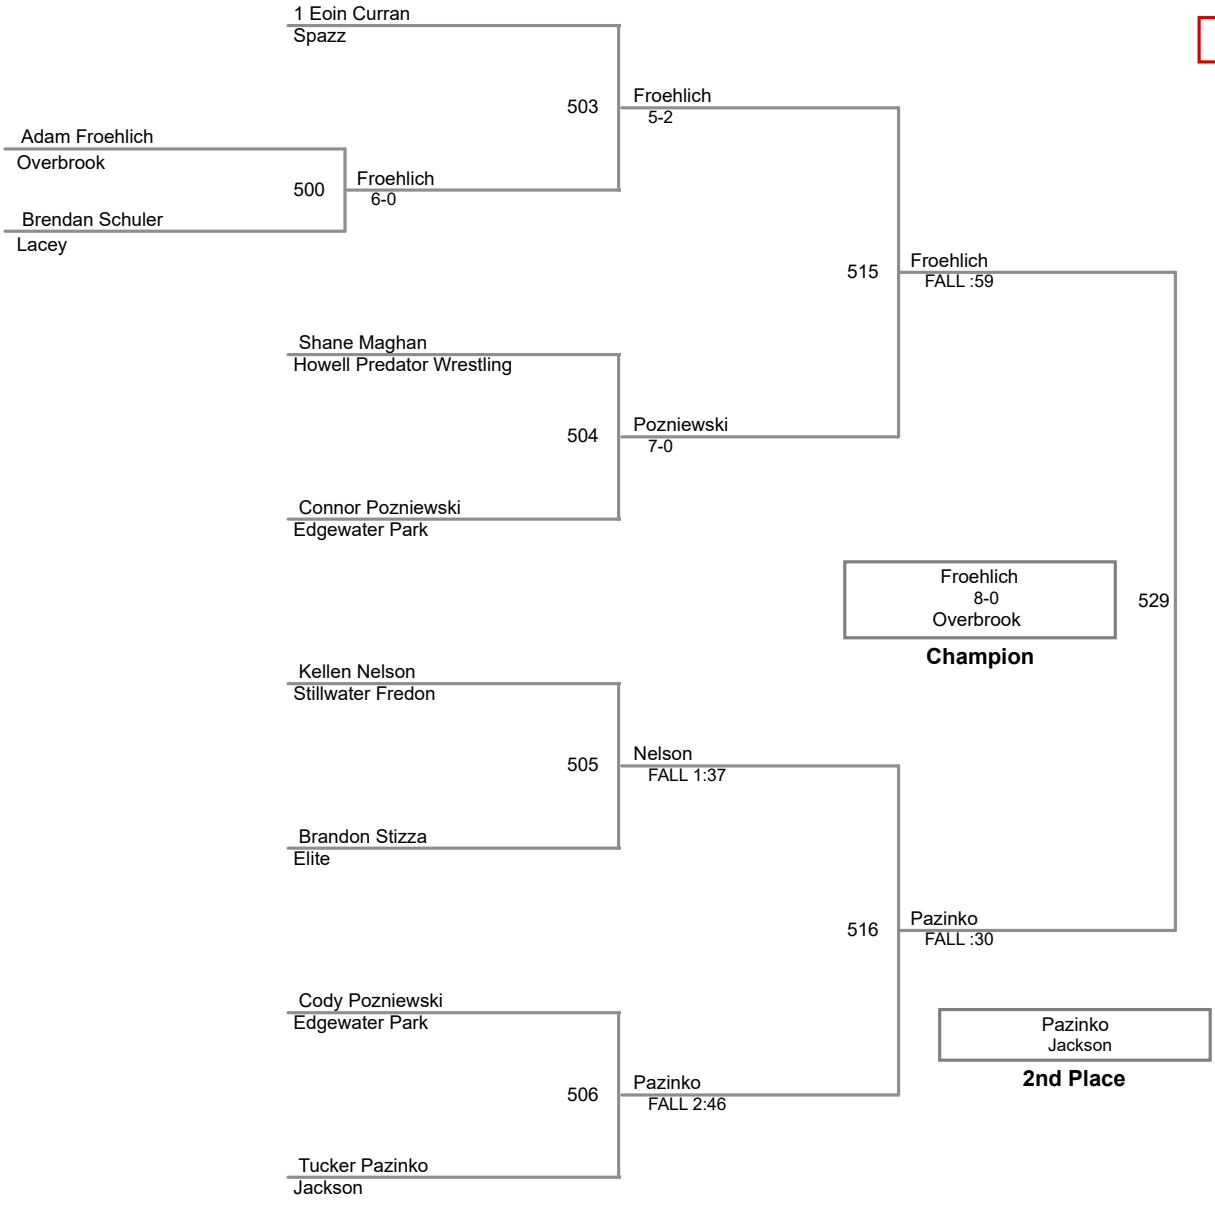 1 Eoin Curran
Spazz
503
Froehlich
5-2
Adam Froehlich
Overbrook
500
Froehlich
6-0
Brendan Schuler
Lacey
515
Froehlich
FALL :59
Shane Maghan
Howell Predator Wrestling
504
Pozniewski
7-0
Connor Pozniewski
Edgewater Park
Froehlich
8-0
Overbrook
529
Champion
Kellen Nelson
Stillwater Fredon
505
Nelson
FALL 1:37
Brandon Stizza
Elite
516
Pazinko
FALL :30
Cody Pozniewski
Edgewater Park
Pazinko
Jackson
2nd Place
506
Pazinko
FALL 2:46
Tucker Pazinko
Jackson